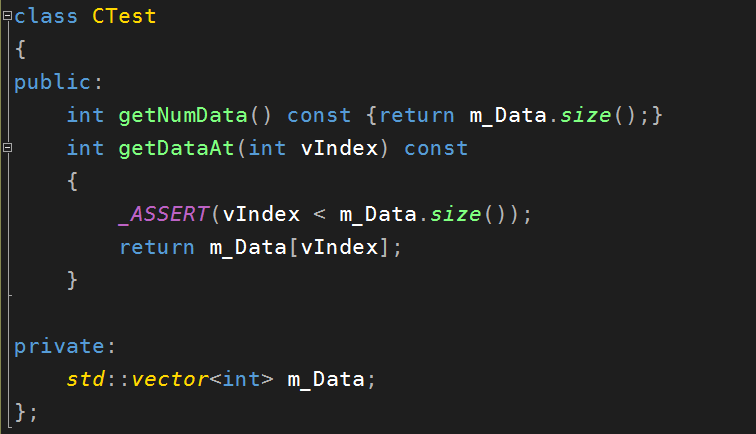 class CTest
{
public:
    int getNumData() const {return m_Data.size();}
    int getDataAt(int vIndex) const
    {
        _ASSERT(vIndex < m_Data.size());
        return m_Data[vIndex];
    }

private:
    std::vector<int> m_Data;
};